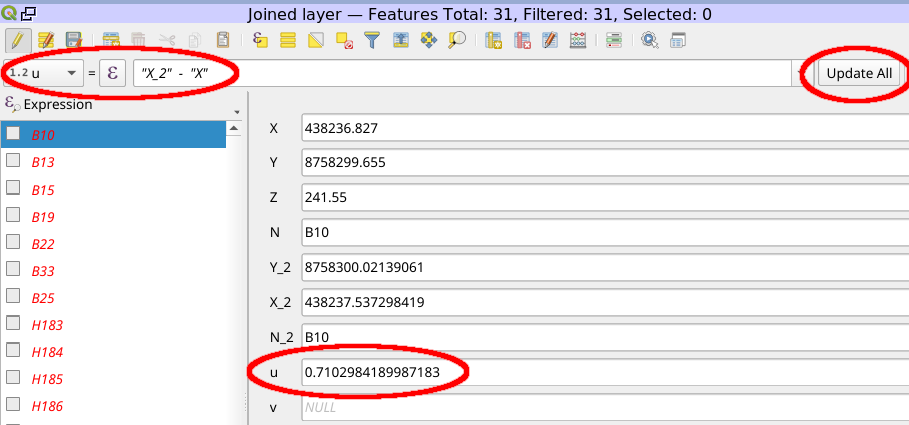 Joined layer — Features Total: 31, Filtered: 31, Selected: 0
1.2 u = ε "X_2" - "X" Update All
ε Expression
B10
B13
B15
B19
B22
B33
B25
H183
H184
H185
H186
X 438236.827
Y 8758299.655
Z 241.55
N B10
Y_2 8758300.02139061
X_2 438237.537298419
N_2 B10
u 0.7102984189987183
v NULL